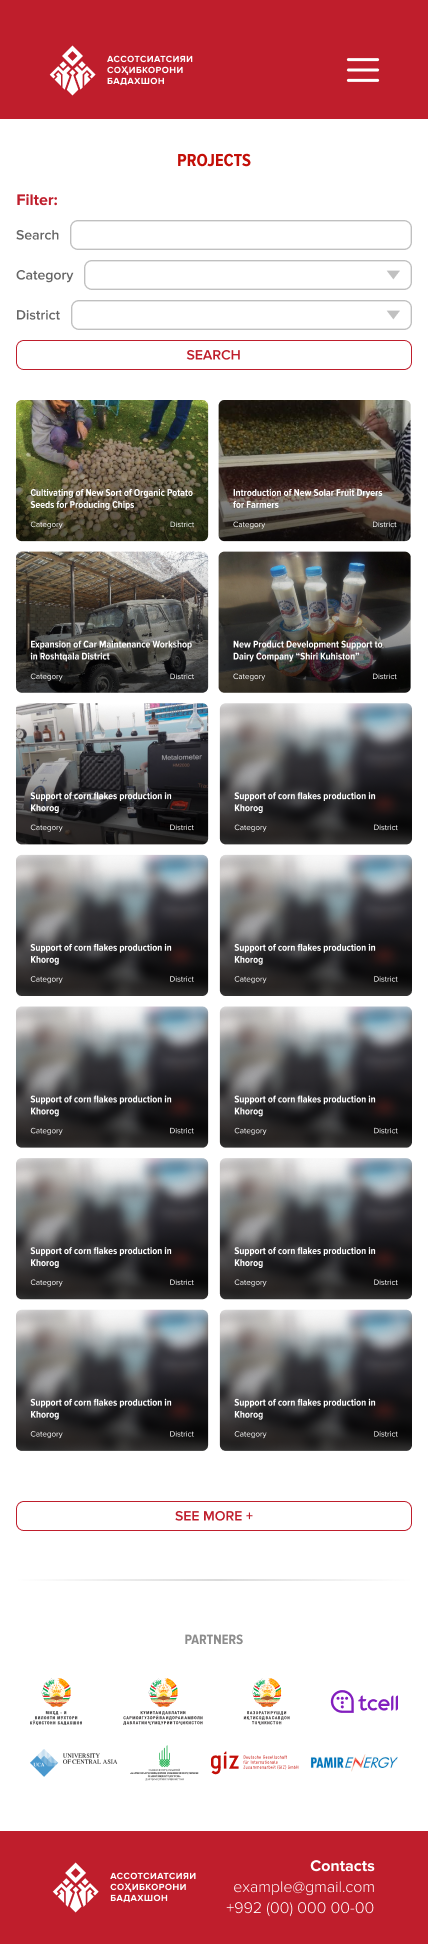 АССОТСИАТСИЯИ
СОҲИБКОРОНИ
БАДАХШОН
PROJECTS
Filter:
Search
Category
District
SEARCH
Cultivating of New Sort of Organic Potato
Seeds for Producing Chips
Category District
Introduction of New Solar Fruit Dryers
for Farmers
Category District
Expansion of Car Maintenance Workshop
in Roshtqala District
Category District
New Product Development Support to
Dairy Company “Shiri Kuhiston”
Category District
Metalometer
Support of corn flakes production in
Khorog
Category District
Support of corn flakes production in
Khorog
Category District
Support of corn flakes production in
Khorog
Category District
Support of corn flakes production in
Khorog
Category District
Support of corn flakes production in
Khorog
Category District
Support of corn flakes production in
Khorog
Category District
Support of corn flakes production in
Khorog
Category District
Support of corn flakes production in
Khorog
Category District
Support of corn flakes production in
Khorog
Category District
Support of corn flakes production in
Khorog
Category District
SEE MORE +
PARTNERS
tcell
UCA
UNIVERSITY
OF CENTRAL ASIA
giz
Deutsche Gesellschaft
für Internationale
Zusammenarbeit (GIZ) GmbH
PAMIR ENERGY
АССОТСИАТСИЯИ
СОҲИБКОРОНИ
БАДАХШОН
Contacts
example@gmail.com
+992 (00) 000 00-00